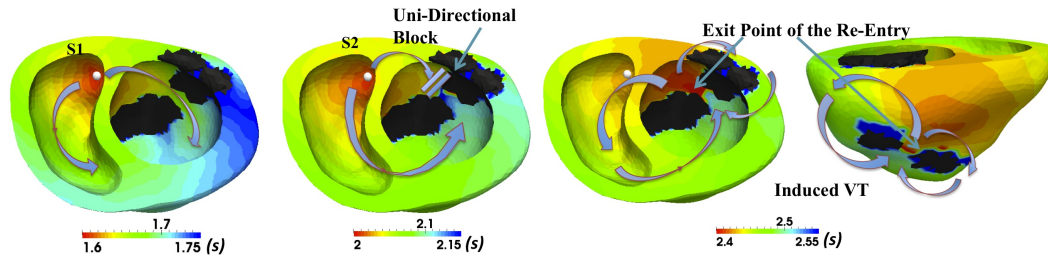 S1
Uni-Directional
Block
S2
Exit Point of the Re-Entry
Induced VT
1.7
1.6 1.75 (s)
2.1
2 2.15 (s)
2.5
2.4 2.55 (s)